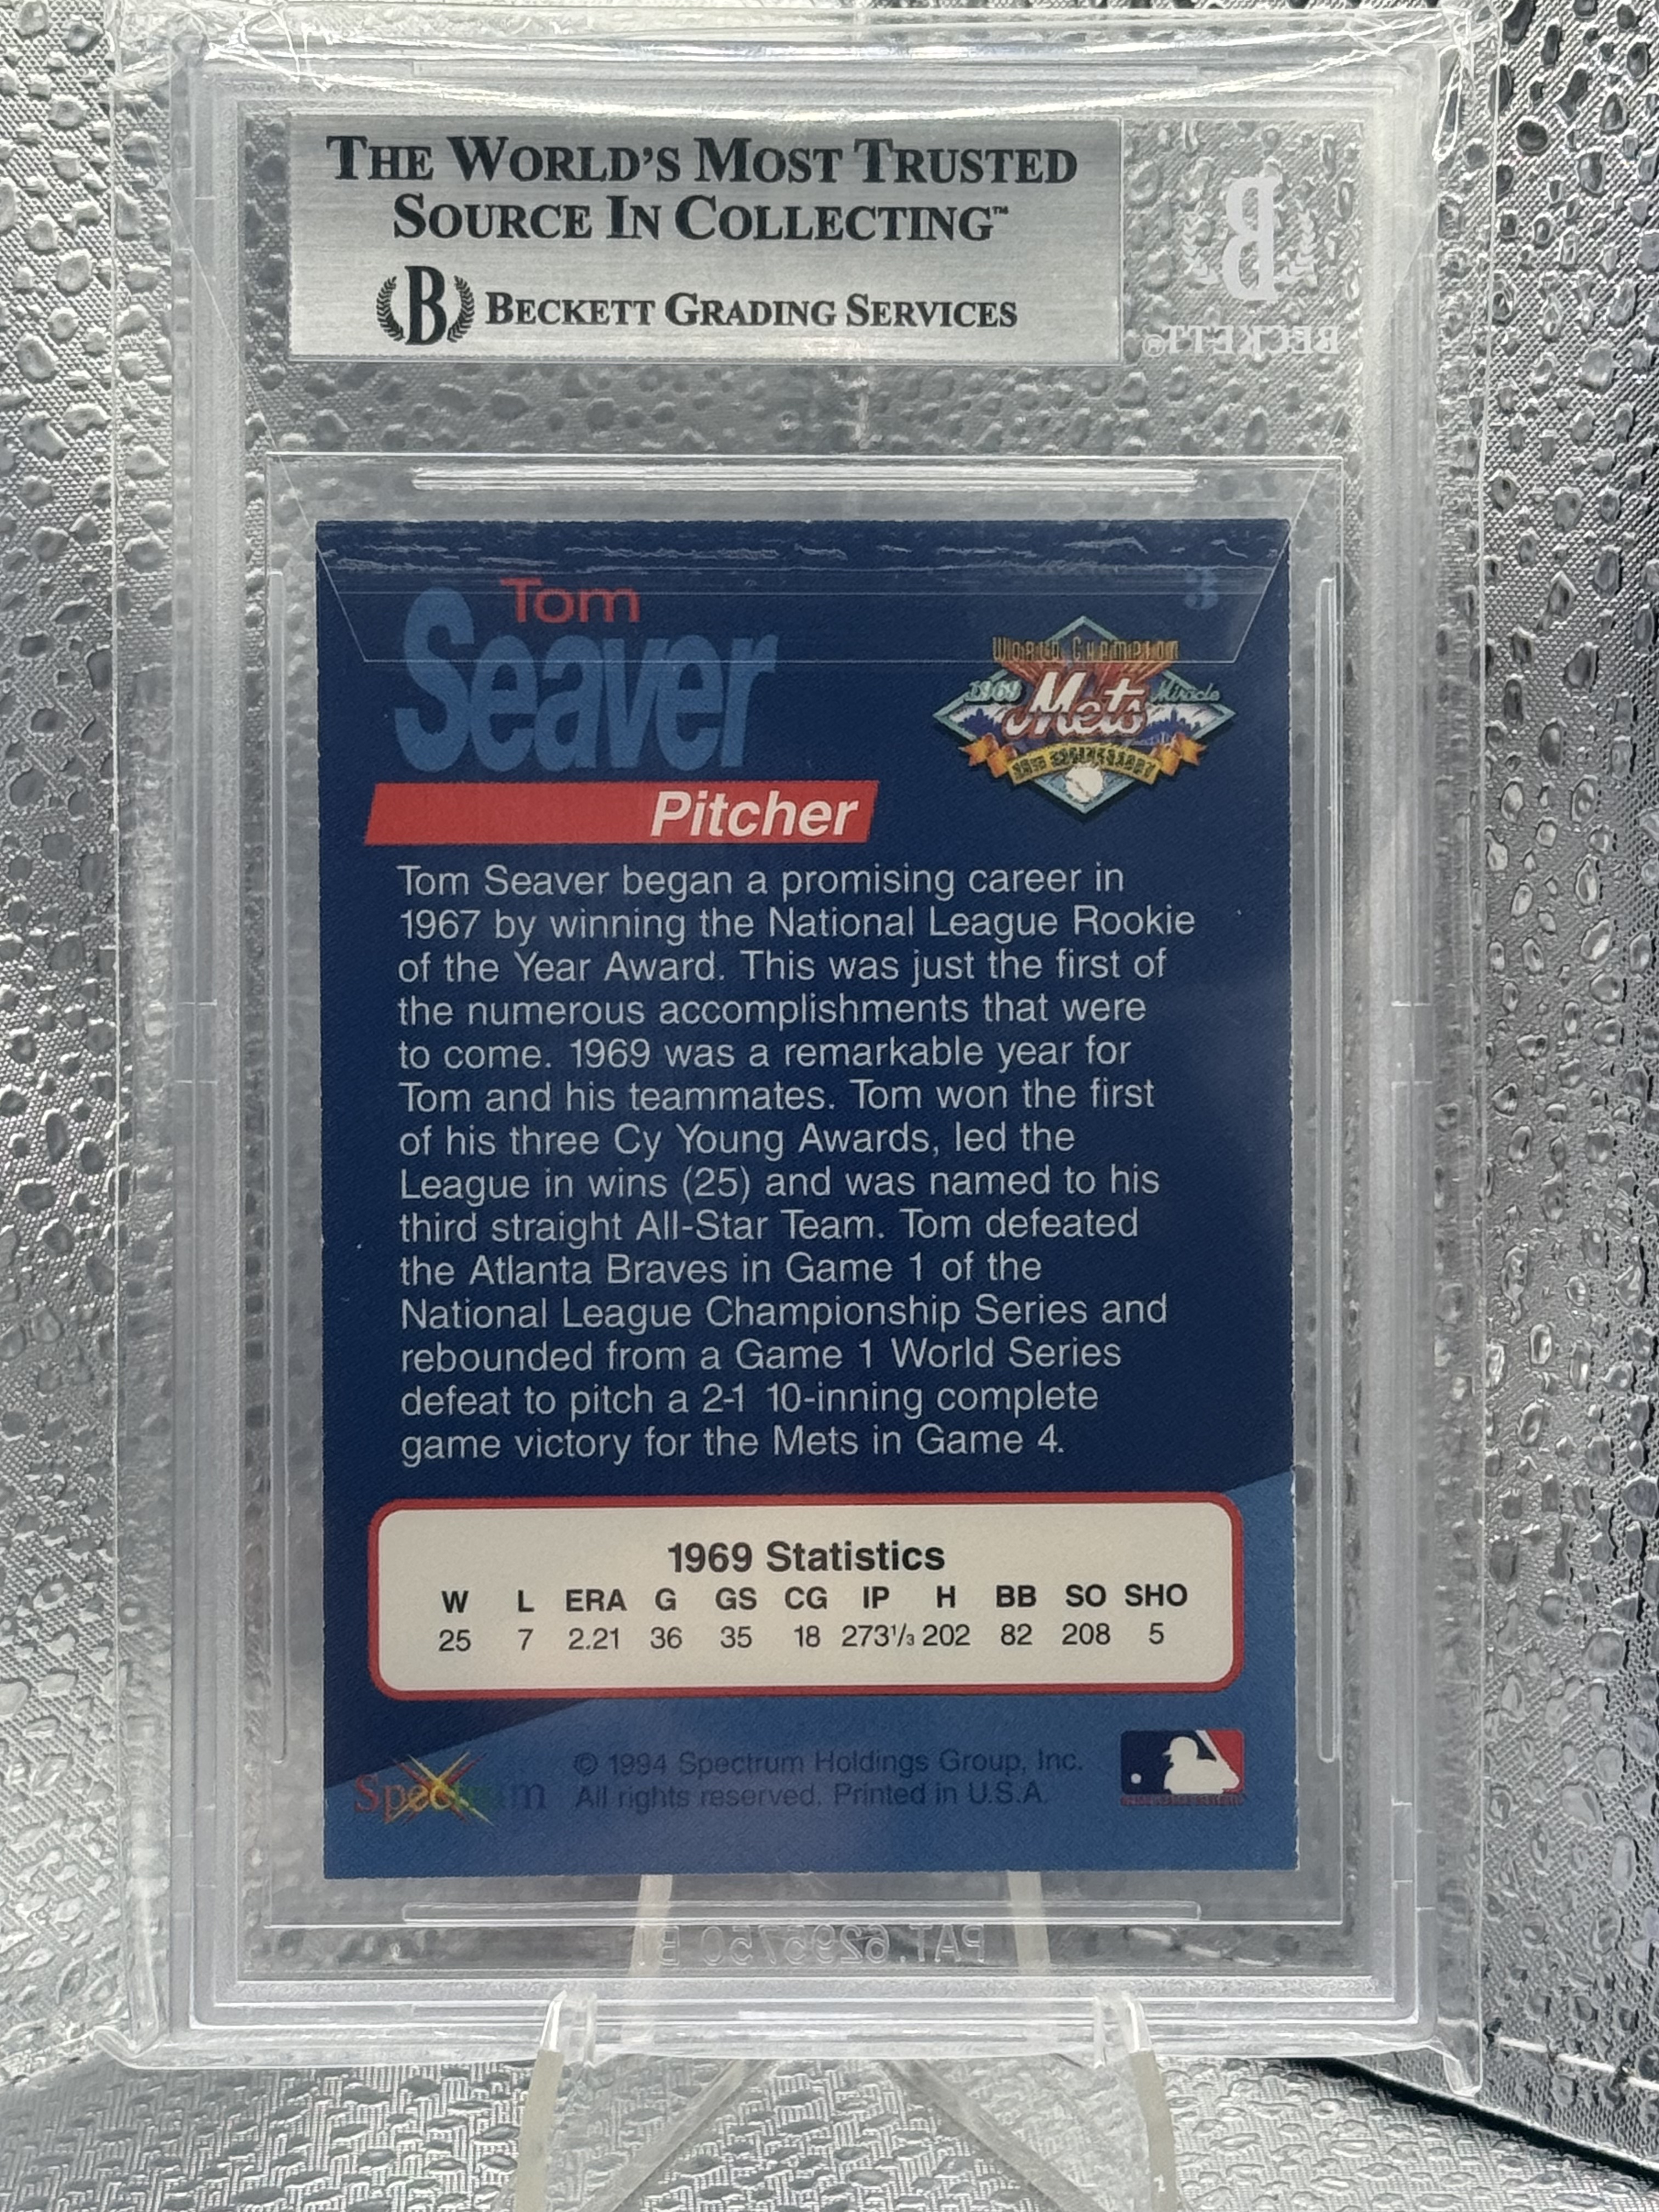 THE WORLD'S MOST TRUSTED
SOURCE IN COLLECTING™
B BECKETT GRADING SERVICES
B
BECKETT®
3
Tom
Seaver
WORLD CHAMPION
1969 Mets Miracle
25TH ANNIVERSARY
Pitcher
Tom Seaver began a promising career in
1967 by winning the National League Rookie
of the Year Award. This was just the first of
the numerous accomplishments that were
to come. 1969 was a remarkable year for
Tom and his teammates. Tom won the first
of his three Cy Young Awards, led the
League in wins (25) and was named to his
third straight All-Star Team. Tom defeated
the Atlanta Braves in Game 1 of the
National League Championship Series and
rebounded from a Game 1 World Series
defeat to pitch a 2-1 10-inning complete
game victory for the Mets in Game 4.
1969 Statistics
W L ERA G GS CG IP H BB SO SHO
25 7 2.21 36 35 18 273¹/₃ 202 82 208 5
Spectrum
© 1994 Spectrum Holdings Group, Inc.
All rights reserved. Printed in U.S.A.
PAT.6295750 B